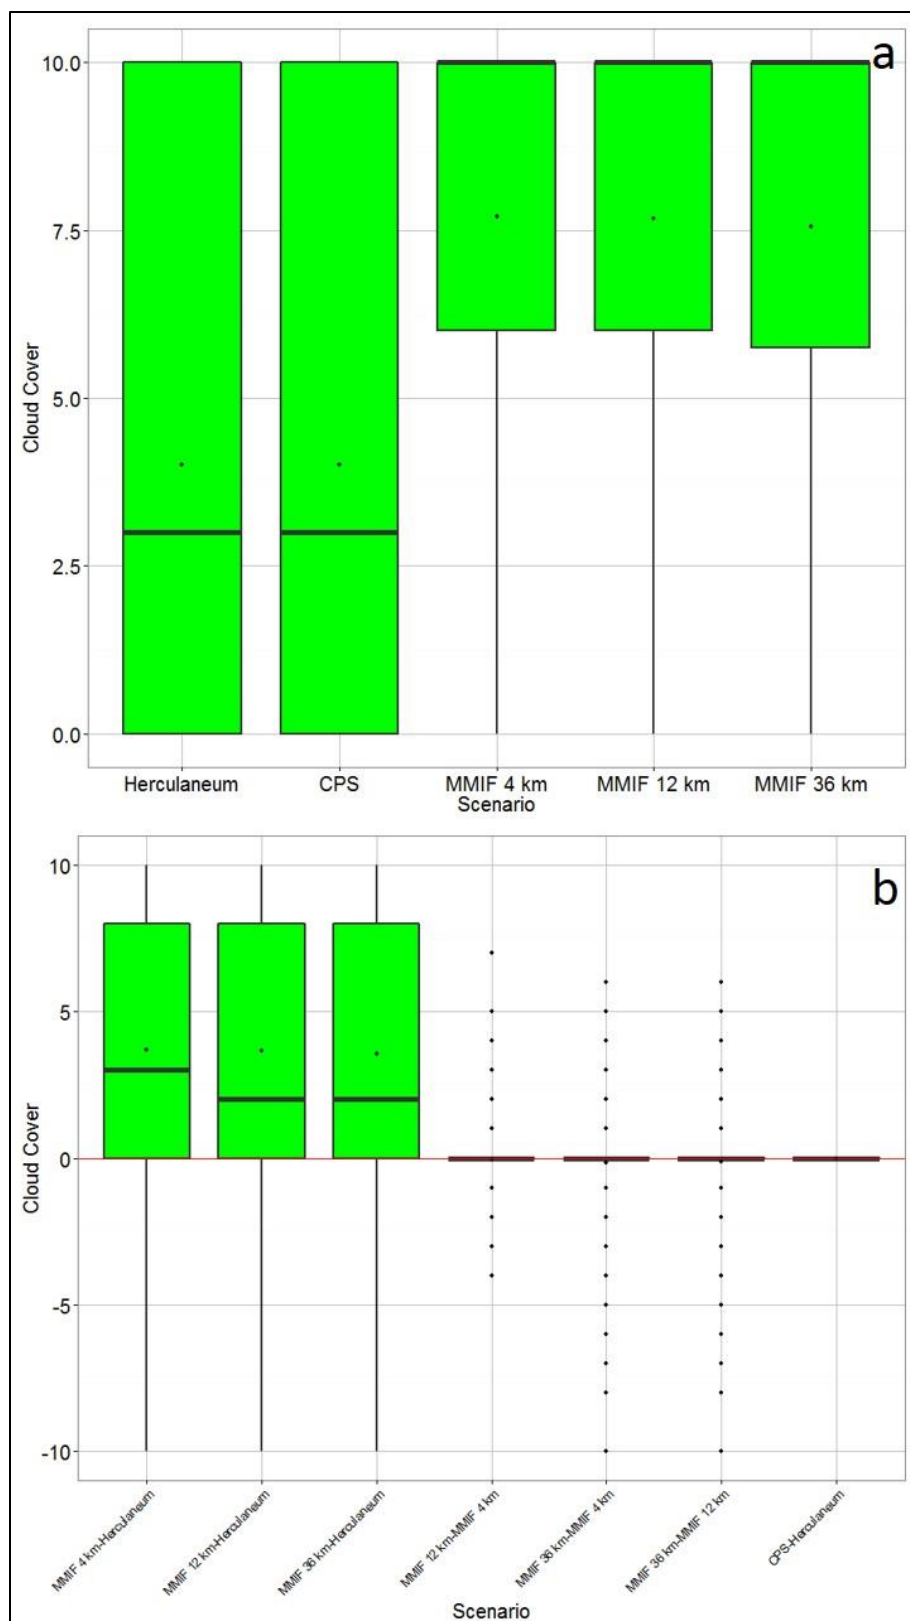 a
10.0
7.5
5.0
2.5
0.0
Cloud Cover
Herculaneum CPS MMIF 4 km MMIF 12 km MMIF 36 km
Scenario
b
10
5
0
-5
-10
Cloud Cover
MMIF 4 km-Herculaneum
MMIF 12 km-Herculaneum
MMIF 36 km-Herculaneum
MMIF 12 km-MMIF 4 km
MMIF 36 km-MMIF 4 km
MMIF 36 km-MMIF 12 km
CPS-Herculaneum
Scenario